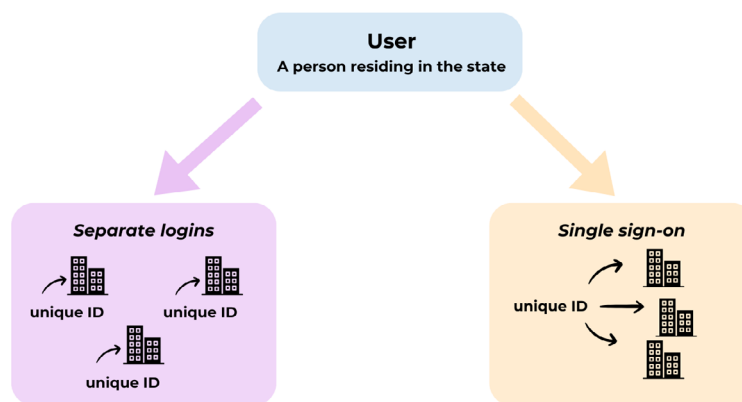 User
A person residing in the state
Separate logins
unique ID
unique ID
unique ID
Single sign-on
unique ID